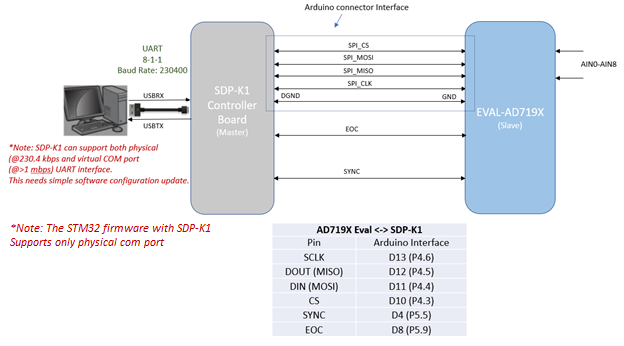 Arduino connector Interface
UART
8-1-1
Baud Rate: 230400
SPI_CS
SPI_MOSI
SPI_MISO
SPI_CLK
DGND
GND
EOC
SYNC
USBRX
USBTX
SDP-K1
Controller
Board
(Master)
EVAL-AD719X
(Slave)
AIN0-AIN8
*Note: SDP-K1 can support both physical
(@230.4 kbps and virtual COM port
(@>1 mbps) UART interface.
This needs simple software configuration update.
*Note: The STM32 firmware with SDP-K1
Supports only physical com port
AD719X Eval <-> SDP-K1
Pin Arduino Interface
SCLK D13 (P4.6)
DOUT (MISO) D12 (P4.5)
DIN (MOSI) D11 (P4.4)
CS D10 (P4.3)
SYNC D4 (P5.5)
EOC D8 (P5.9)